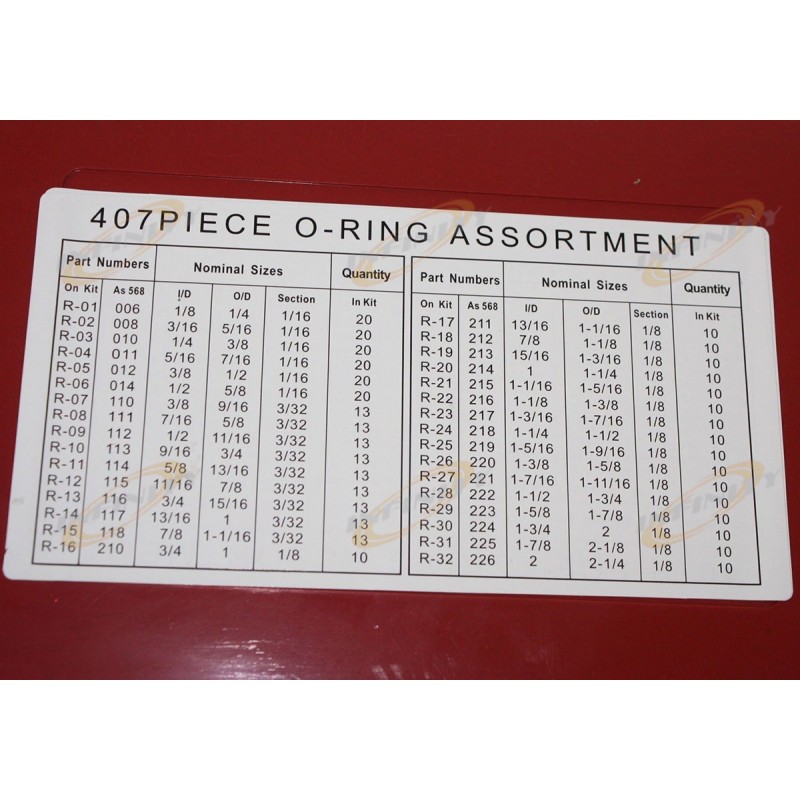 407PIECE O-RING ASSORTMENT
Part Numbers Nominal Sizes Quantity
On Kit As 568 I/D O/D Section In Kit
R-01 006 1/8 1/4 1/16 20
R-02 008 3/16 5/16 1/16 20
R-03 010 1/4 3/8 1/16 20
R-04 011 5/16 7/16 1/16 20
R-05 012 3/8 1/2 1/16 20
R-06 014 1/2 5/8 1/16 20
R-07 110 3/8 9/16 3/32 13
R-08 111 7/16 5/8 3/32 13
R-09 112 1/2 11/16 3/32 13
R-10 113 9/16 3/4 3/32 13
R-11 114 5/8 13/16 3/32 13
R-12 115 11/16 7/8 3/32 13
R-13 116 3/4 15/16 3/32 13
R-14 117 13/16 1 3/32 13
R-15 118 7/8 1-1/16 3/32 13
R-16 210 3/4 1 1/8 10
Part Numbers Nominal Sizes Quantity
On Kit As 568 I/D O/D Section In Kit
R-17 211 13/16 1-1/16 1/8 10
R-18 212 7/8 1-1/8 1/8 10
R-19 213 15/16 1-3/16 1/8 10
R-20 214 1 1-1/4 1/8 10
R-21 215 1-1/16 1-5/16 1/8 10
R-22 216 1-1/8 1-3/8 1/8 10
R-23 217 1-3/16 1-7/16 1/8 10
R-24 218 1-1/4 1-1/2 1/8 10
R-25 219 1-5/16 1-9/16 1/8 10
R-26 220 1-3/8 1-5/8 1/8 10
R-27 221 1-7/16 1-11/16 1/8 10
R-28 222 1-1/2 1-3/4 1/8 10
R-29 223 1-5/8 1-7/8 1/8 10
R-30 224 1-3/4 2 1/8 10
R-31 225 1-7/8 2-1/8 1/8 10
R-32 226 2 2-1/4 1/8 10
INFINITY
INFINITY
INFINITY
INFINITY
INFINITY
INFINITY